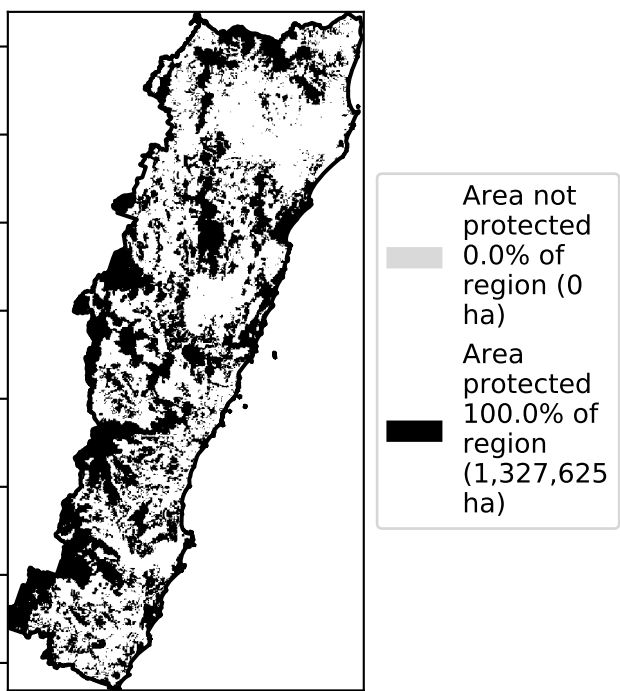 Area not
protected
0.0% of
region (0
ha)
Area
protected
100.0% of
region
(1,327,625
ha)